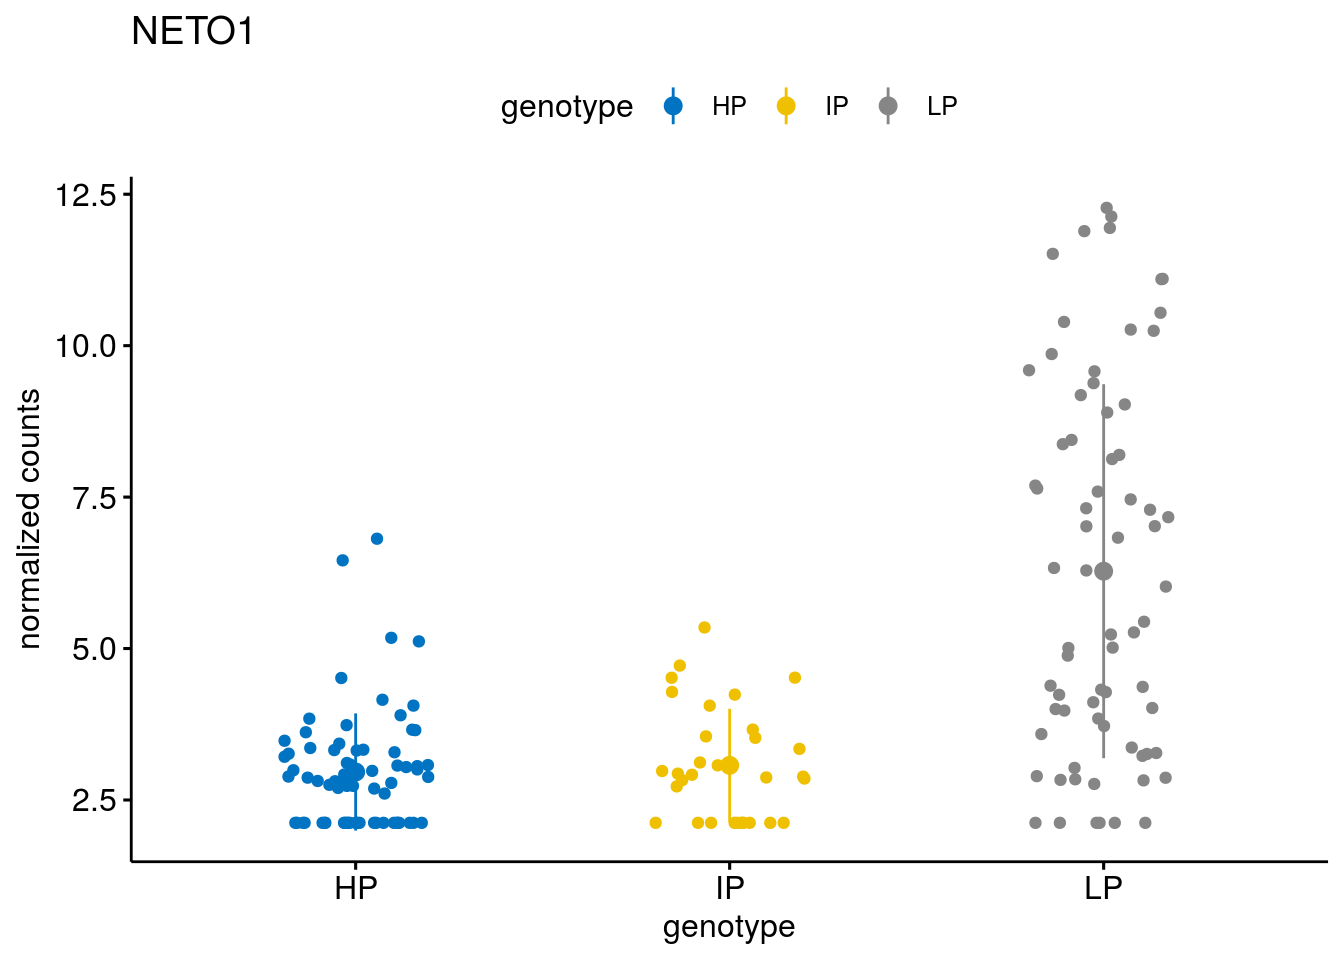 NETO1
genotype HP IP LP
12.5
10.0
7.5
5.0
2.5
normalized counts
HP IP LP
genotype